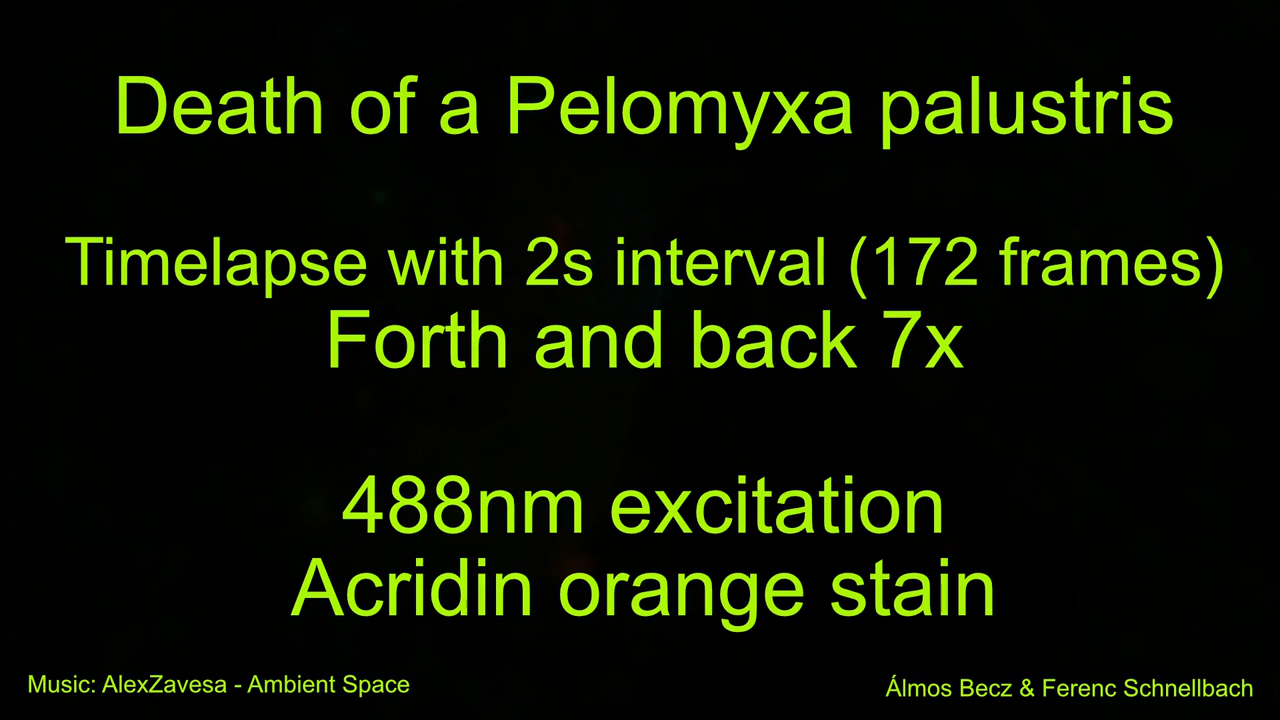 Death of a Pelomyxa palustris
Timelapse with 2s interval (172 frames)
Forth and back 7x
488nm excitation
Acridin orange stain
Music: AlexZavesa - Ambient Space
Álmos Becz & Ferenc Schnellbach